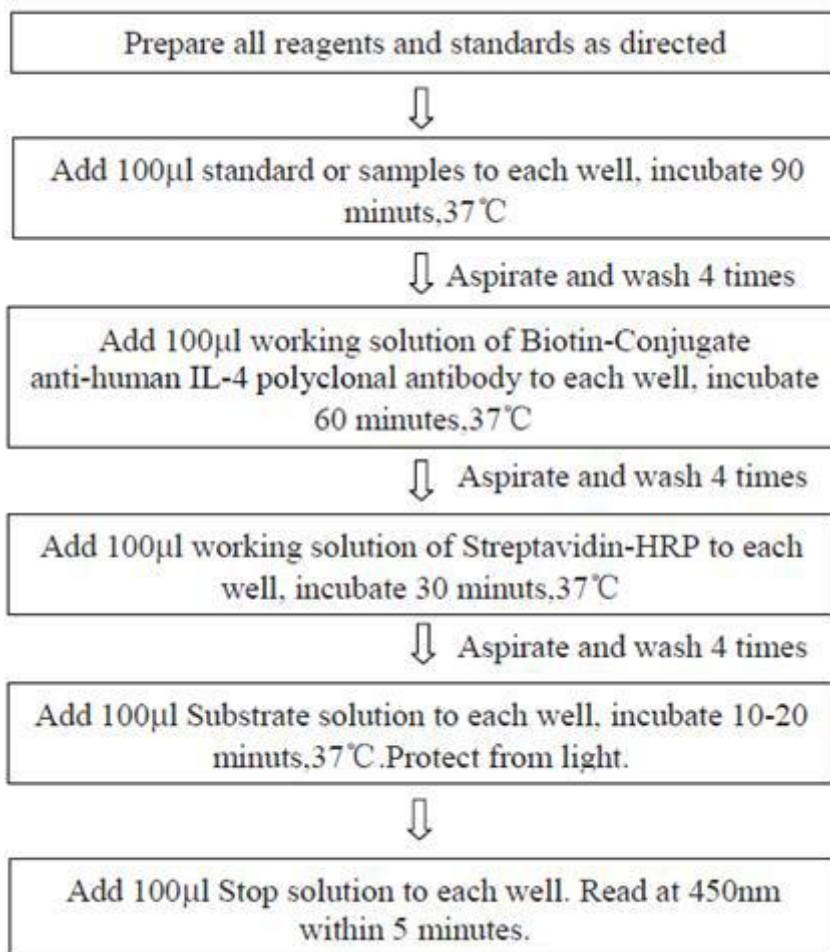 Prepare all reagents and standards as directed
Add 100μl standard or samples to each well, incubate 90
minuts,37℃
Aspirate and wash 4 times
Add 100μl working solution of Biotin-Conjugate
anti-human IL-4 polyclonal antibody to each well, incubate
60 minutes,37℃
Aspirate and wash 4 times
Add 100μl working solution of Streptavidin-HRP to each
well, incubate 30 minuts,37℃
Aspirate and wash 4 times
Add 100μl Substrate solution to each well, incubate 10-20
minuts,37℃.Protect from light.
Add 100μl Stop solution to each well. Read at 450nm
within 5 minutes.